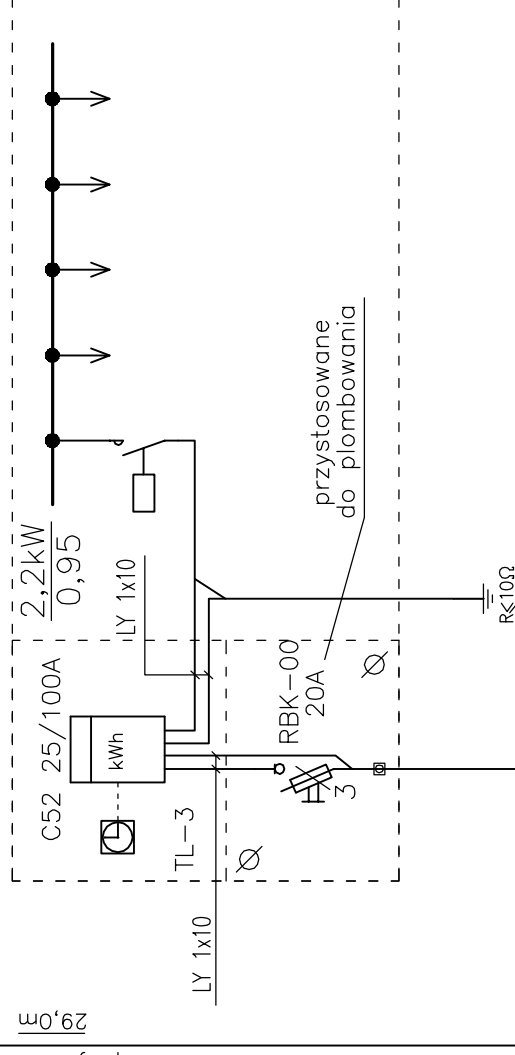 2,2kW
0,95
LY 1x10
przystosowane
do plombowania
R≤10Ω
C52 25/100A
kWh
RBK-00
20A
TL-3
3
LY 1x10
29,0m